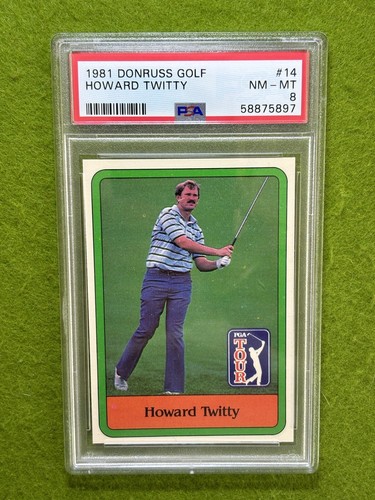 1981 DONRUSS GOLF #14
HOWARD TWITTY NM - MT
8
PSA 58875897
PGA
TOUR
Howard Twitty